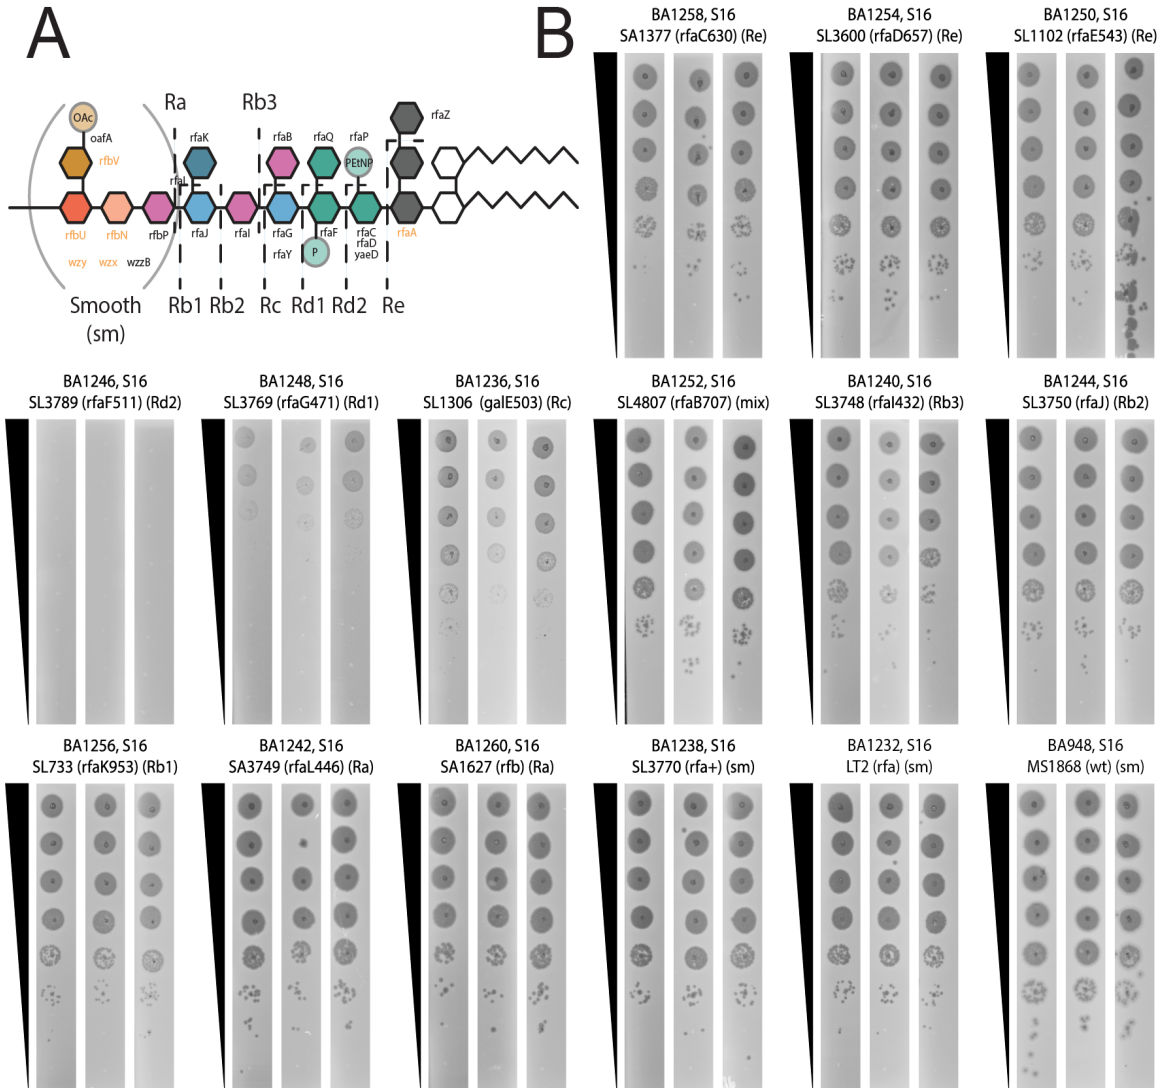 A
B
Ra
Rb3
OAc
oafA
rfaK
rfaB
rfaQ
rfaP
rfaZ
rfbV
PEtNP
rfaL
rfbU
rfbN
rfbP
rfaJ
rfaI
rfaG
rfaF
rfaC
rfaA
rfaD
wzy
wzx
wzzB
rfaY
P
yaeD
Smooth
(sm)
Rb1
Rb2
Rc
Rd1
Rd2
Re
BA1258, S16
SA1377 (rfaC630) (Re)
BA1254, S16
SL3600 (rfaD657) (Re)
BA1250, S16
SL1102 (rfaE543) (Re)
BA1246, S16
SL3789 (rfaF511) (Rd2)
BA1248, S16
SL3769 (rfaG471) (Rd1)
BA1236, S16
SL1306 (galE503) (Rc)
BA1252, S16
SL4807 (rfaB707) (mix)
BA1240, S16
SL3748 (rfaI432) (Rb3)
BA1244, S16
SL3750 (rfaJ) (Rb2)
BA1256, S16
SL733 (rfaK953) (Rb1)
BA1242, S16
SA3749 (rfaL446) (Ra)
BA1260, S16
SA1627 (rfb) (Ra)
BA1238, S16
SL3770 (rfa+) (sm)
BA1232, S16
LT2 (rfa) (sm)
BA948, S16
MS1868 (wt) (sm)